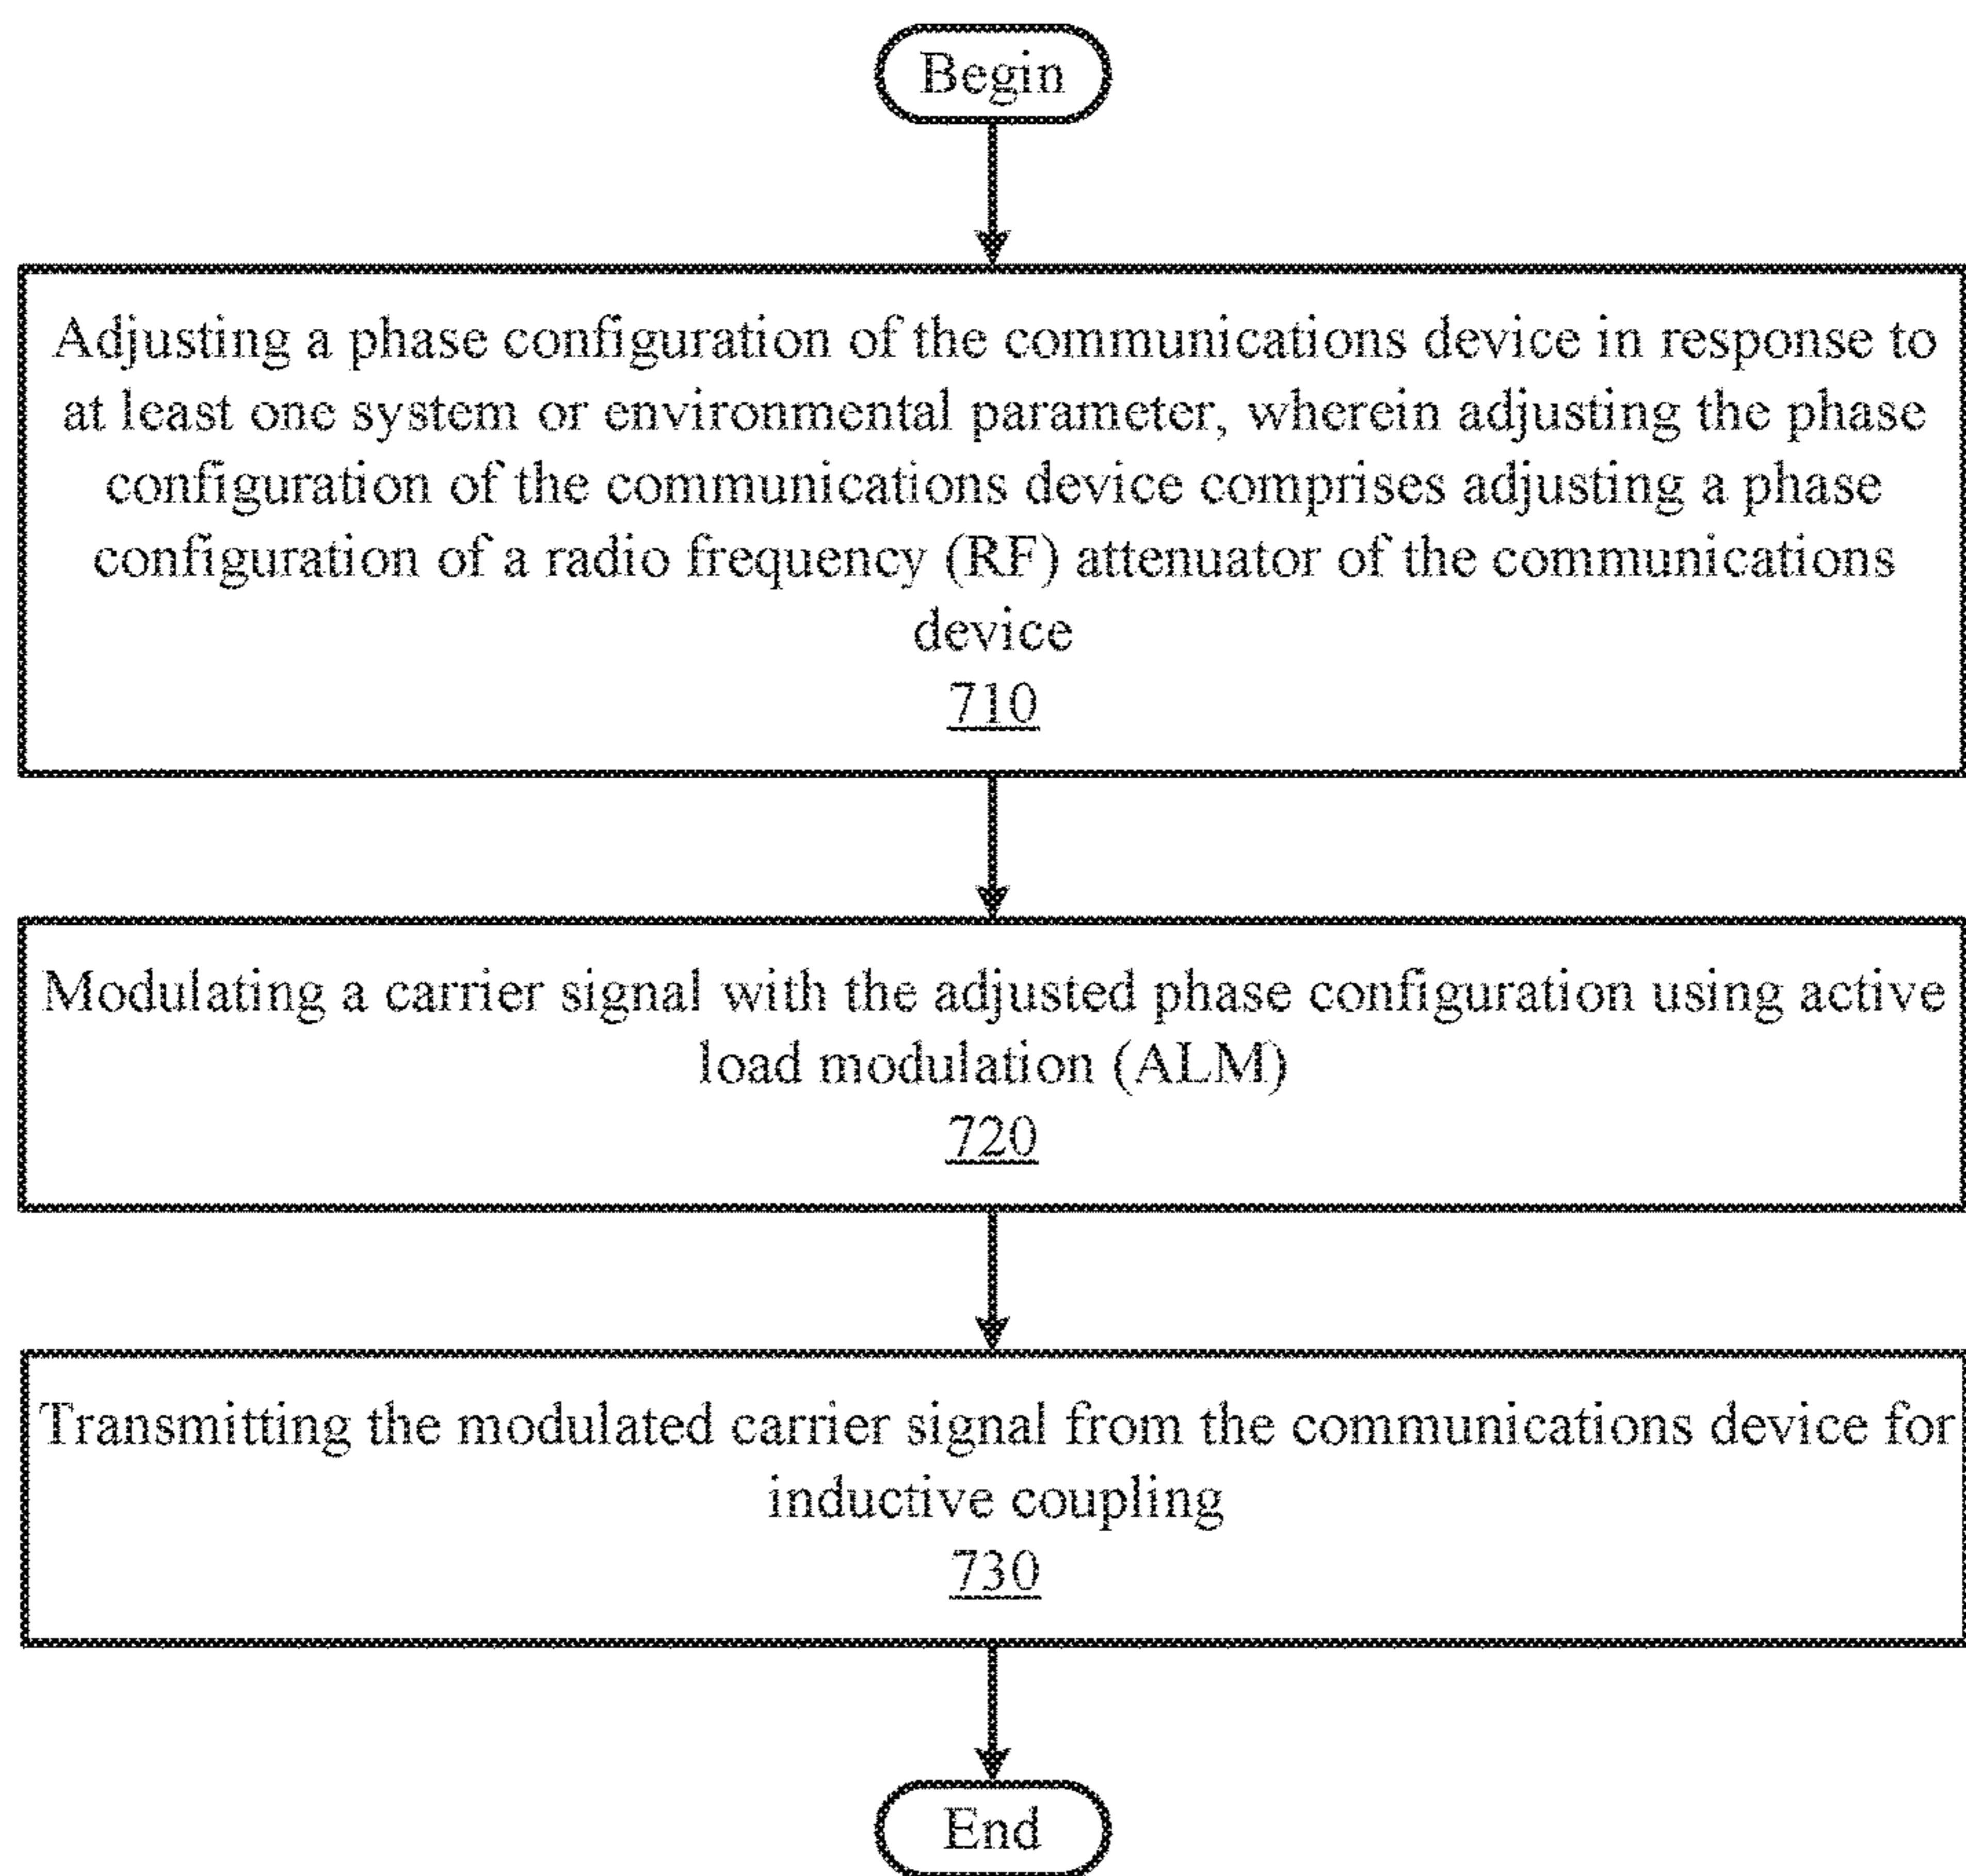 Begin
Adjusting a phase configuration of the communications device in response to
at least one system or environmental parameter, wherein adjusting the phase
configuration of the communications device comprises adjusting a phase
configuration of a radio frequency (RF) attenuator of the communications
device
710
Modulating a carrier signal with the adjusted phase configuration using active
load modulation (ALM)
720
Transmitting the modulated carrier signal from the communications device for
inductive coupling
730
End